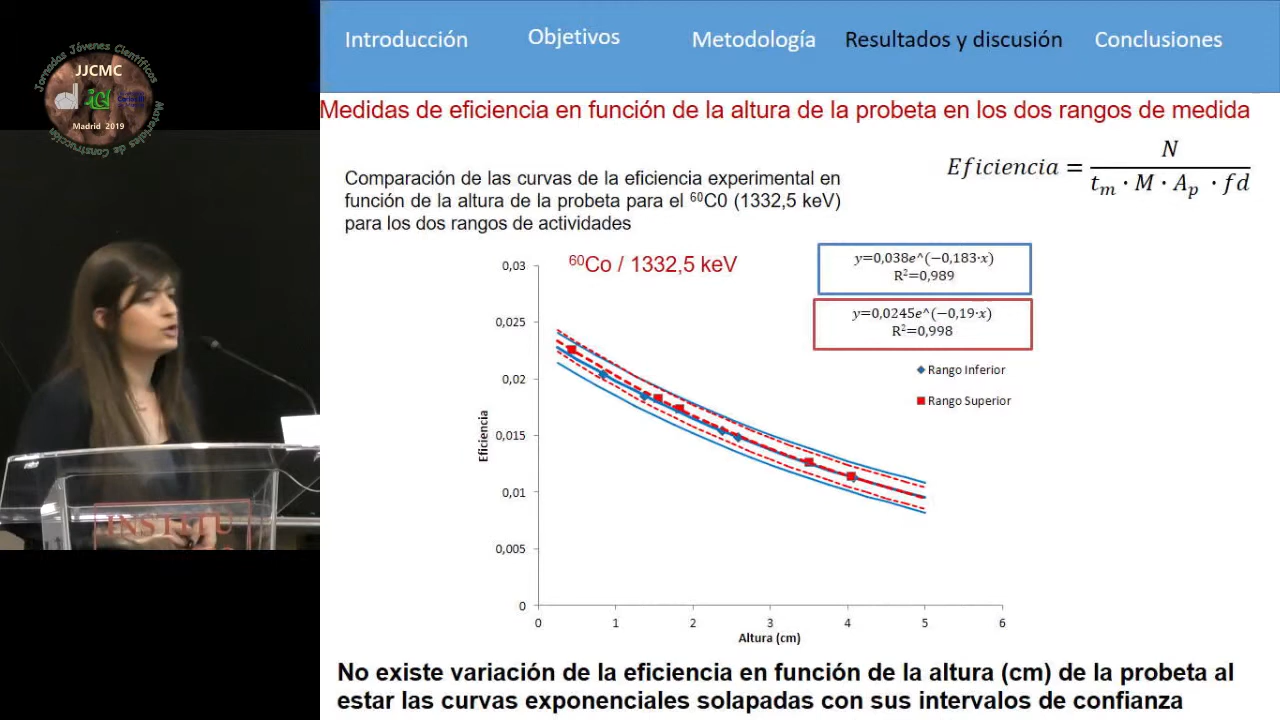 Jornadas Jóvenes Científicos
JJCMC
Madrid 2019
Materiales de Construcción
INSTITU
Introducción
Objetivos
Metodología
Resultados y discusión
Conclusiones
Medidas de eficiencia en función de la altura de la probeta en los dos rangos de medida
Eficiencia = N / t_m · M · A_p · fd
Comparación de las curvas de la eficiencia experimental en
función de la altura de la probeta para el ⁶⁰C0 (1332,5 keV)
para los dos rangos de actividades
⁶⁰Co / 1332,5 keV
y=0,038e^(−0,183·x)
R²=0,989
y=0,0245e^(−0,19·x)
R²=0,998
Rango Inferior
Rango Superior
Eficiencia
0,03
0,025
0,02
0,015
0,01
0,005
0
0 1 2 3 4 5 6
Altura (cm)
No existe variación de la eficiencia en función de la altura (cm) de la probeta al
estar las curvas exponenciales solapadas con sus intervalos de confianza